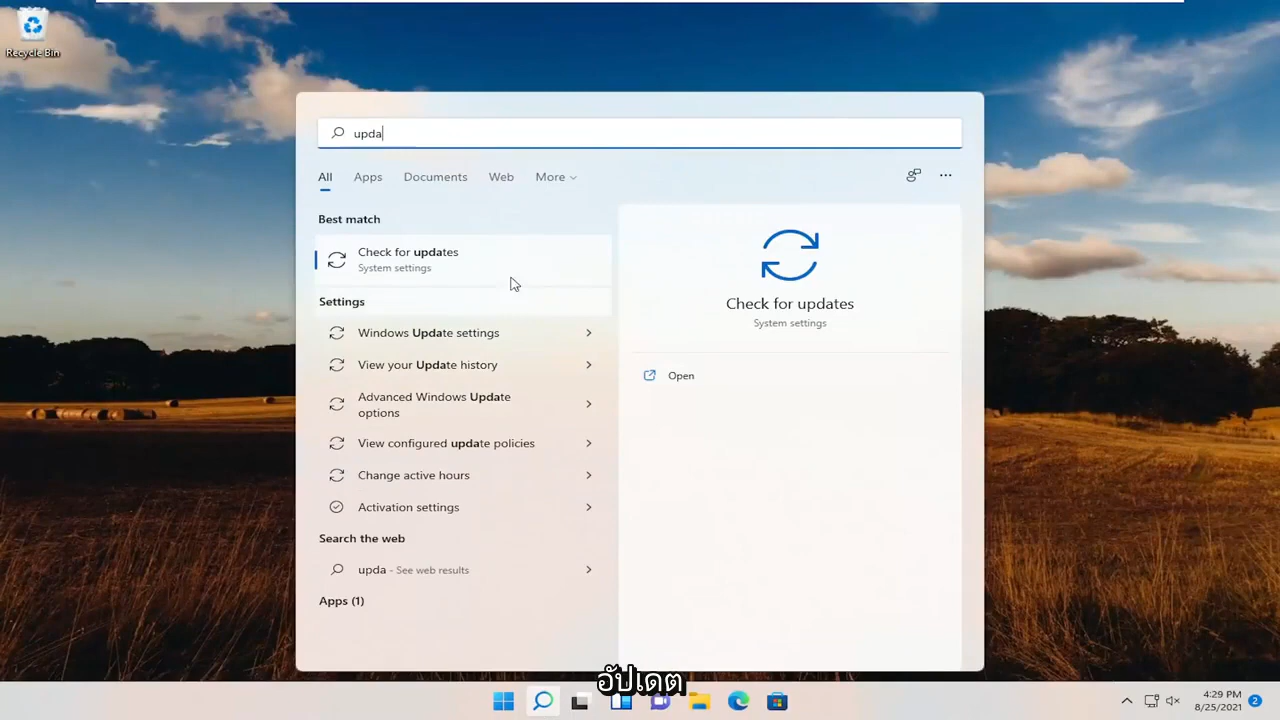 Recycle Bin
upda
All Apps Documents Web More
Best match
Check for updates
System settings
Settings
Windows Update settings
View your Update history
Advanced Windows Update
options
View configured update policies
Change active hours
Activation settings
Search the web
upda - See web results
Apps (1)
Check for updates
System settings
Open
อัปเดต
4:29 PM
8/25/2021
2